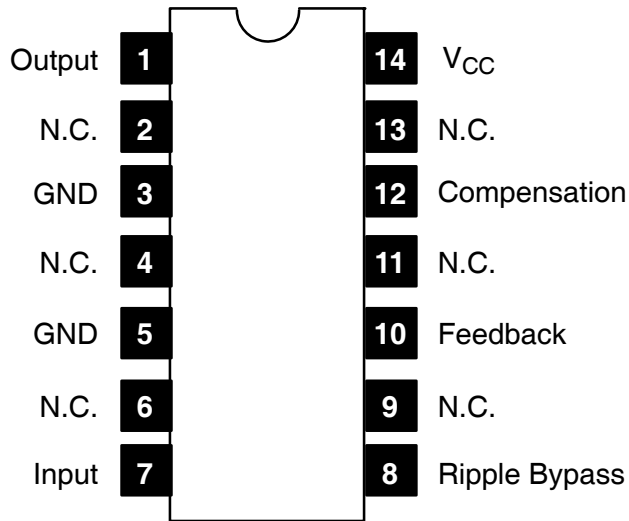 Output 1 14 VCC
N.C. 2 13 N.C.
GND 3 12 Compensation
N.C. 4 11 N.C.
GND 5 10 Feedback
N.C. 6 9 N.C.
Input 7 8 Ripple Bypass